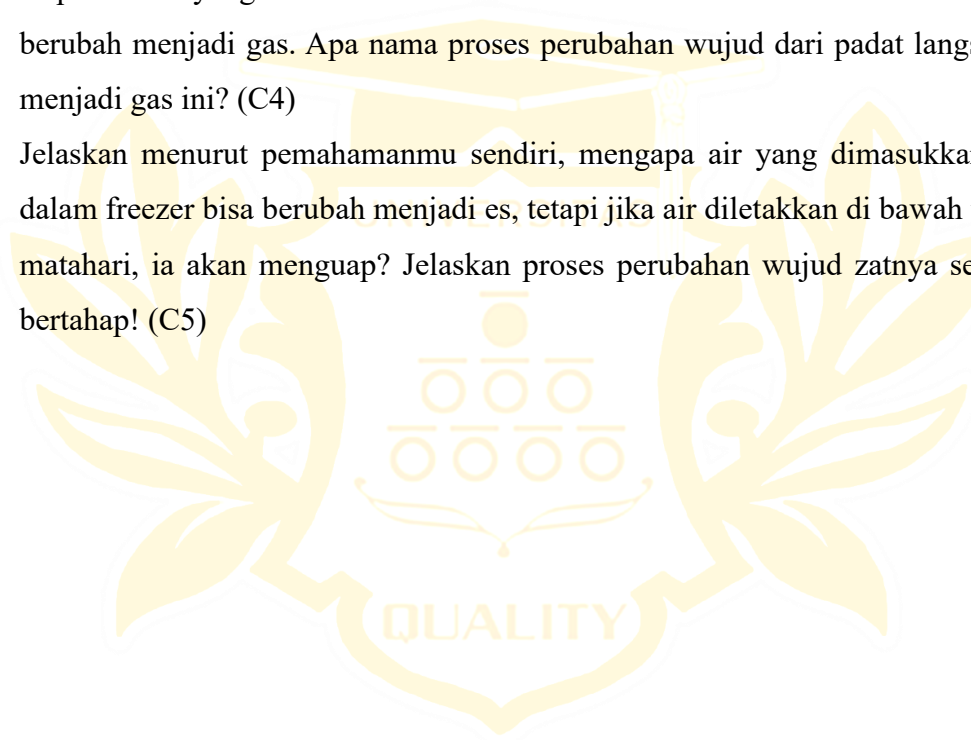 berubah menjadi gas. Apa nama proses perubahan wujud dari padat langs
menjadi gas ini? (C4)
Jelaskan menurut pemahamanmu sendiri, mengapa air yang dimasukka
dalam freezer bisa berubah menjadi es, tetapi jika air diletakkan di bawah
matahari, ia akan menguap? Jelaskan proses perubahan wujud zatnya se
bertahap! (C5)
UNIVERSITAS
QUALITY